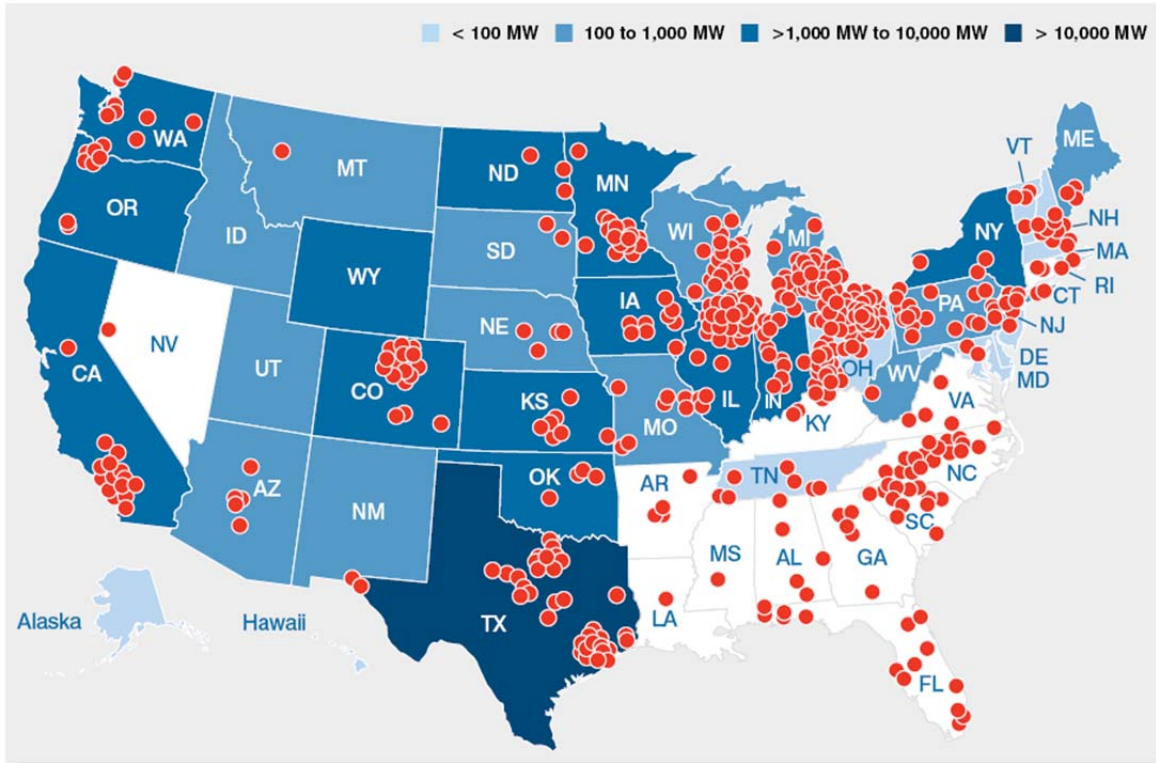 < 100 MW 100 to 1,000 MW >1,000 MW to 10,000 MW > 10,000 MW
WA
MT
ND
MN
VT
ME
OR
ID
SD
WI
MI
NY
NH
MA
WY
IA
PA
RI
CT
NE
NJ
NV
UT
CO
CA
IL
IN
OH
DE
MD
WV
KS
MO
KY
VA
AZ
NM
OK
AR
TN
NC
SC
MS
AL
GA
Alaska
Hawaii
TX
LA
FL